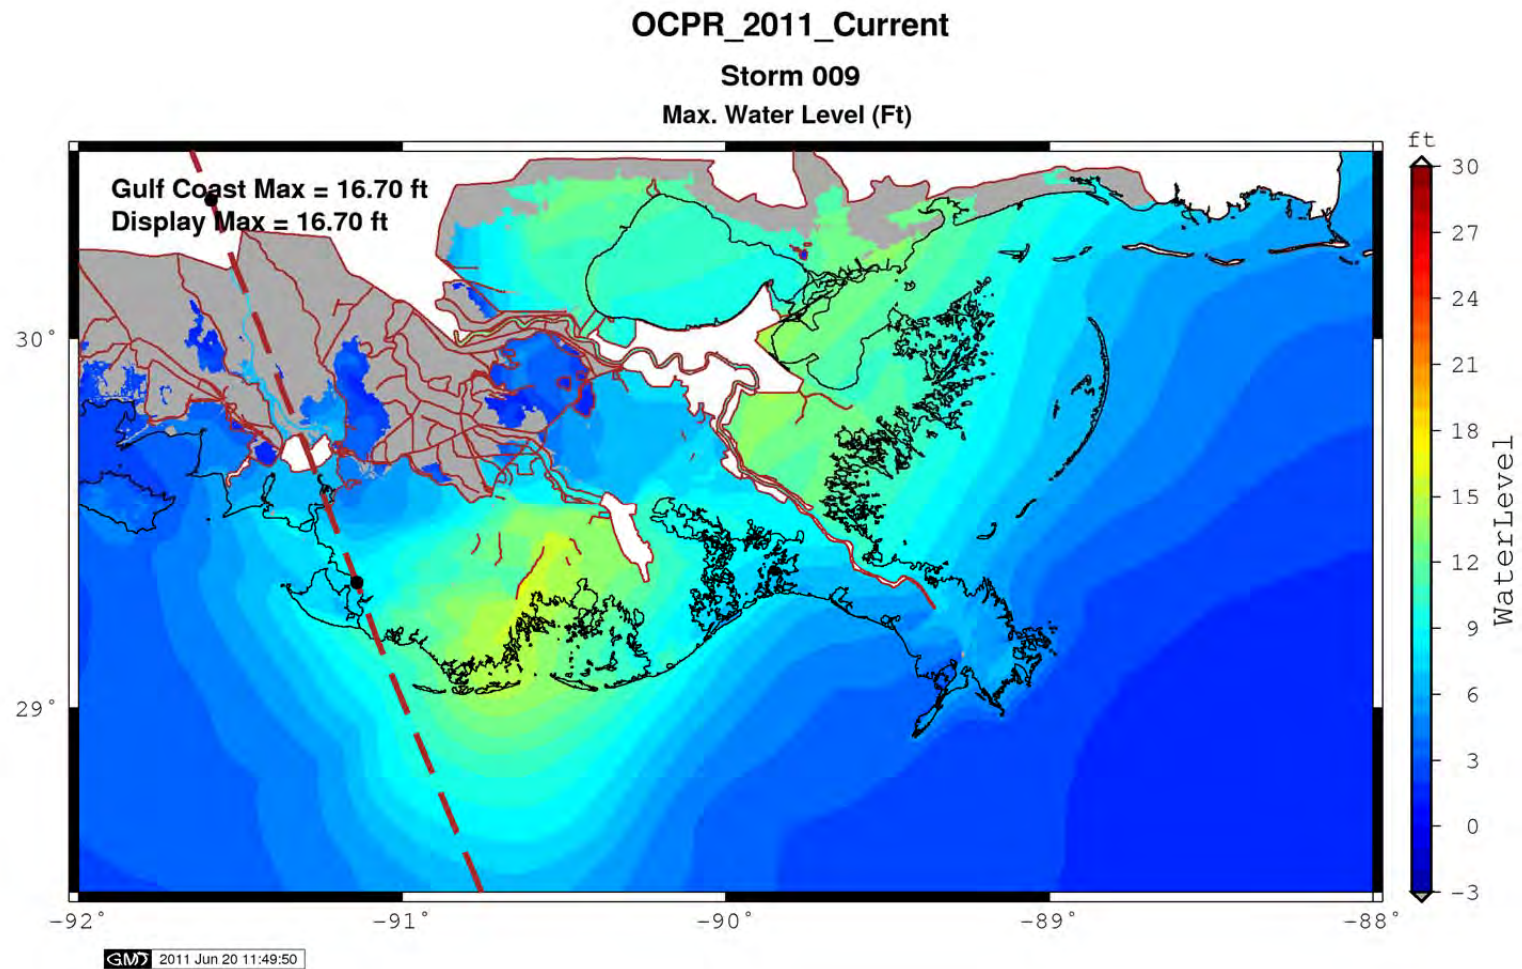 OCPR_2011_Current
Storm 009
Max. Water Level (Ft)
ft
Gulf Coast Max = 16.70 ft
Display Max = 16.70 ft
30
27
24
21
18
15
12
9
6
3
0
-3
WaterLevel
30°
29°
-92°
-91°
-90°
-89°
-88°
GMT 2011 Jun 20 11:49:50